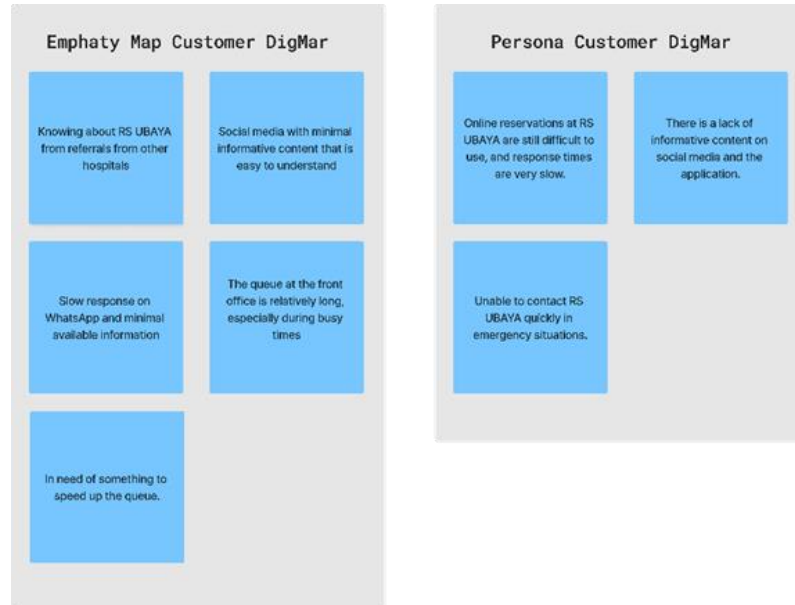 Emphaty Map Customer DigMar
Knowing about RS UBAYA
from referrals from other
hospitals
Social media with minimal
informative content that is
easy to understand
Slow response on
WhatsApp and minimal
available information
The queue at the front
office is relatively long,
especially during busy
times
In need of something to
speed up the queue.
Persona Customer DigMar
Online reservations at RS
UBAYA are still difficult to
use, and response times
are very slow.
There is a lack of
informative content on
social media and the
application.
Unable to contact RS
UBAYA quickly in
emergency situations.